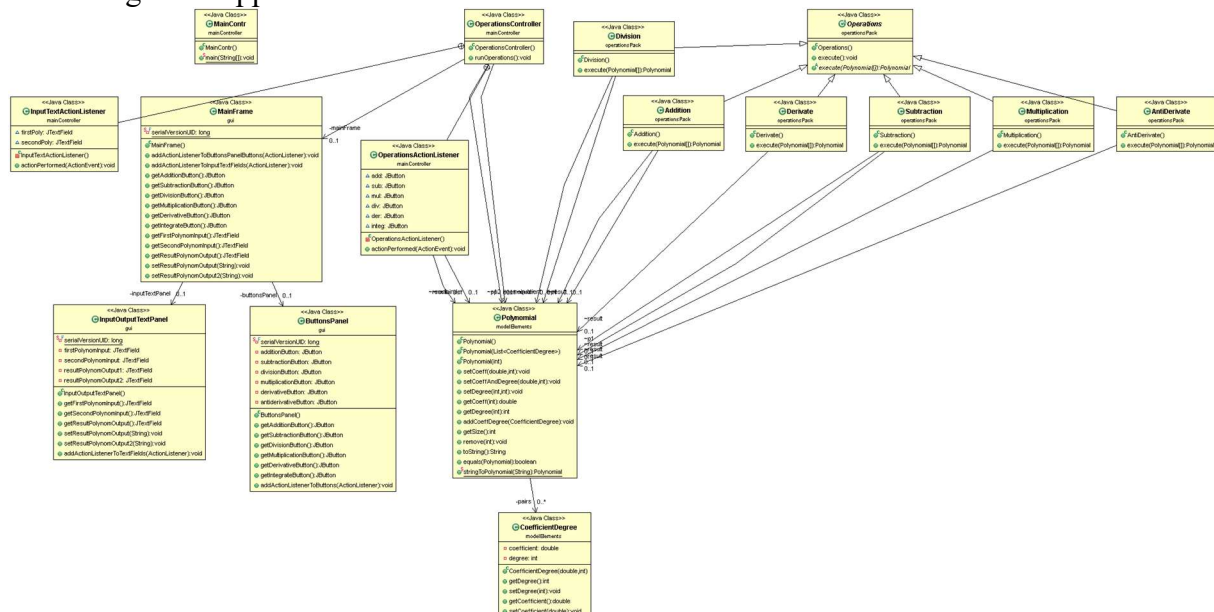 <<Java Class>>
MainContr
mainController
MainContr()
main(String[]):void
<<Java Class>>
OperationsController
mainController
OperationsController()
runOperations():void
<<Java Class>>
Division
operationsPack
Division()
execute(Polynomial[]):Polynomial
<<Java Class>>
Operations
operationsPack
Operations()
execute():void
execute(Polynomial[]):Polynomial
<<Java Class>>
InputTextActionListener
mainController
firstPoly: JTextField
secondPoly: JTextField
InputTextActionListener()
actionPerformed(ActionEvent):void
<<Java Class>>
MainFrame
gui
serialVersionUID: long
MainFrame()
addActionListenerToButtonsPanelButtons(ActionListener):void
addActionListenerToInputTextFields(ActionListener):void
getAdditionButton():JButton
getSubtractionButton():JButton
getDivisionButton():JButton
getMultiplicationButton():JButton
getDerivativeButton():JButton
getIntegrateButton():JButton
getFirstPolynomInput():JTextField
getSecondPolynomInput():JTextField
getResultPolynomOutput():JTextField
setResultPolynomOutput(String):void
setResultPolynomOutput2(String):void
-mainFrame
0..1
<<Java Class>>
OperationsActionListener
mainController
add: JButton
sub: JButton
mul: JButton
div: JButton
der: JButton
integ: JButton
OperationsActionListener()
actionPerformed(ActionEvent):void
<<Java Class>>
Addition
operationsPack
Addition()
execute(Polynomial[]):Polynomial
<<Java Class>>
Derivate
operationsPack
Derivate()
execute(Polynomial[]):Polynomial
<<Java Class>>
Subtraction
operationsPack
Subtraction()
execute(Polynomial[]):Polynomial
<<Java Class>>
Multiplication
operationsPack
Multiplication()
execute(Polynomial[]):Polynomial
<<Java Class>>
AntiDerivate
operationsPack
AntiDerivate()
execute(Polynomial[]):Polynomial
-inputTextPanel 0..1
-buttonsPanel 0..1
<<Java Class>>
InputOutputTextPanel
gui
serialVersionUID: long
firstPolynomInput: JTextField
secondPolynomInput: JTextField
resultPolynomOutput1: JTextField
resultPolynomOutput2: JTextField
InputOutputTextPanel()
getFirstPolynomInput():JTextField
getSecondPolynomInput():JTextField
getResultPolynomOutput():JTextField
setResultPolynomOutput(String):void
setResultPolynomOutput2(String):void
addActionListenerToTextFields(ActionListener):void
<<Java Class>>
ButtonsPanel
gui
serialVersionUID: long
additionButton: JButton
subtractionButton: JButton
divisionButton: JButton
multiplicationButton: JButton
derivativeButton: JButton
antiderivativeButton: JButton
ButtonsPanel()
getAdditionButton():JButton
getSubtractionButton():JButton
getDivisionButton():JButton
getMultiplicationButton():JButton
getDerivativeButton():JButton
getIntegrateButton():JButton
addActionListenerToButtons(ActionListener):void
<<Java Class>>
Polynomial
modelElements
Polynomial()
Polynomial(List<CoefficientDegree>)
Polynomial(int)
setCoeff(double,int):void
setCoeffAndDegree(double,int):void
setDegree(int,int):void
getCoeff(int):double
getDegree(int):int
addCoeffDegree(CoefficientDegree):void
getSize():int
remove(int):void
toString():String
equals(Polynomial):boolean
stringToPolynomial(String):Polynomial
~result
0..1
~result
0..1
0..1
-pairs 0..*
<<Java Class>>
CoefficientDegree
modelElements
coefficient: double
degree: int
CoefficientDegree(double,int)
getDegree():int
setDegree(int):void
getCoefficient():double
setCoefficient(double):void